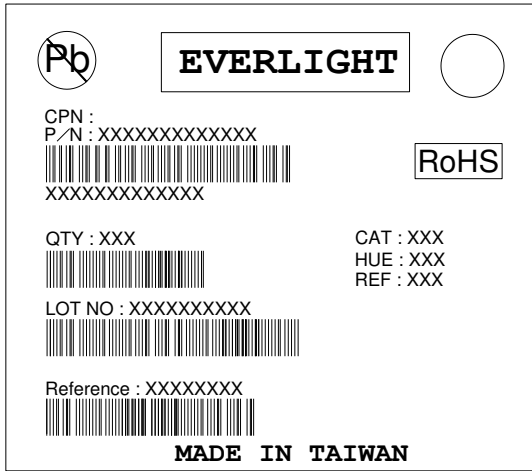 Pb
EVERLIGHT
CPN :
P/N : XXXXXXXXXXXXX
RoHS
XXXXXXXXXXXXX
QTY : XXX
CAT : XXX
HUE : XXX
REF : XXX
LOT NO : XXXXXXXXXX
Reference : XXXXXXXX
MADE IN TAIWAN